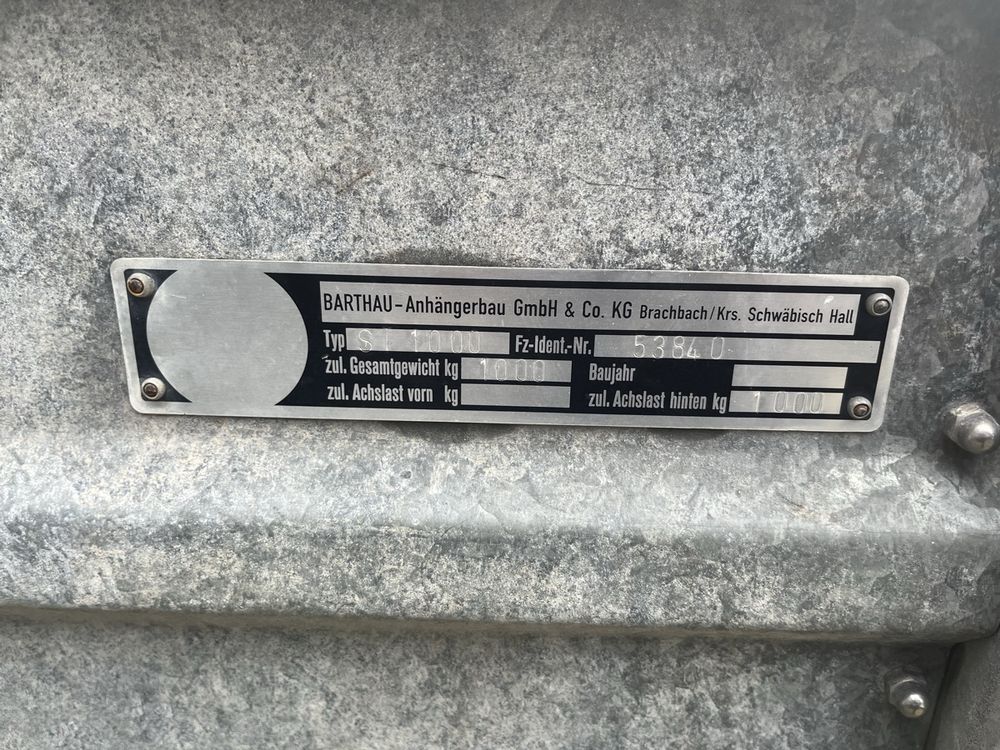 BARTHAU-Anhängerbau GmbH & Co. KG Brachbach/Krs. Schwäbisch Hall
Typ 1000 Fz-Ident.-Nr. 53840
zul. Gesamtgewicht kg 1000 Baujahr
zul. Achslast vorn kg zul. Achslast hinten kg 1000